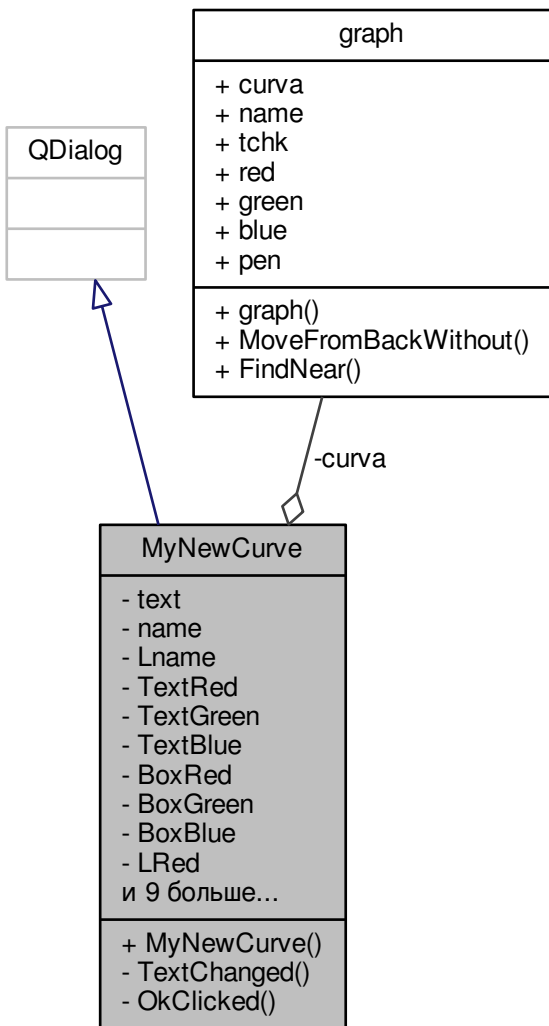 graph
+ curva
+ name
+ tchk
+ red
+ green
+ blue
+ pen
+ graph()
+ MoveFromBackWithout()
+ FindNear()
QDialog
-curva
MyNewCurve
- text
- name
- Lname
- TextRed
- TextGreen
- TextBlue
- BoxRed
- BoxGreen
- BoxBlue
- LRed
и 9 больше...
+ MyNewCurve()
- TextChanged()
- OkClicked()